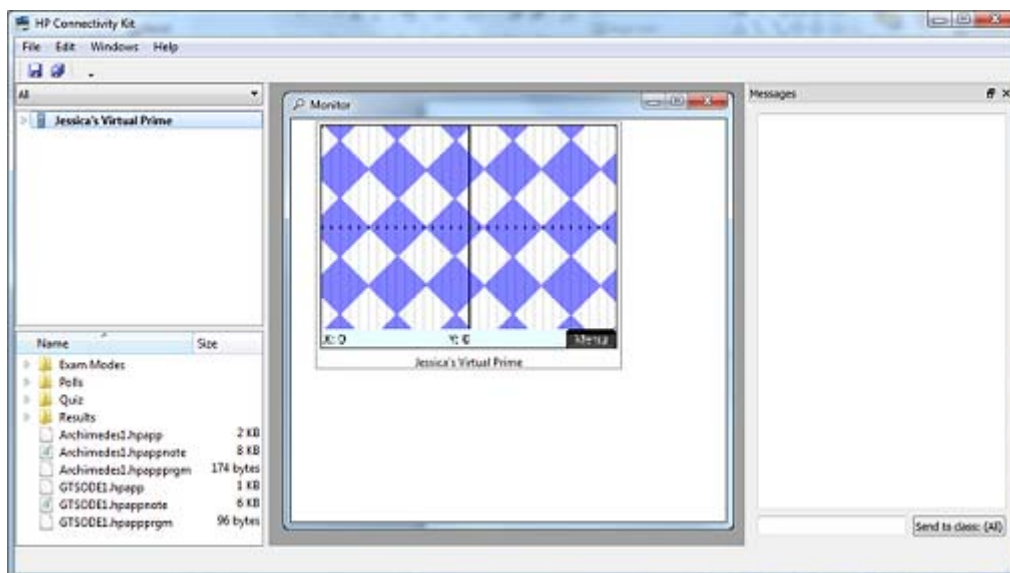 HP Connectivity Kit
File Edit Windows Help
All
Jessica's Virtual Prime
Monitor
X: 0 Y: 0 Menu
Jessica's Virtual Prime
Messages
Name Size
Exam Modes
Polls
Quiz
Results
Archimedes1.hpapp 2 KB
Archimedes1.hpappnote 8 KB
Archimedes1.hpappprgm 174 bytes
GTSODE1.hpapp 1 KB
GTSODE1.hpappnote 6 KB
GTSODE1.hpappprgm 96 bytes
Send to class: (All)